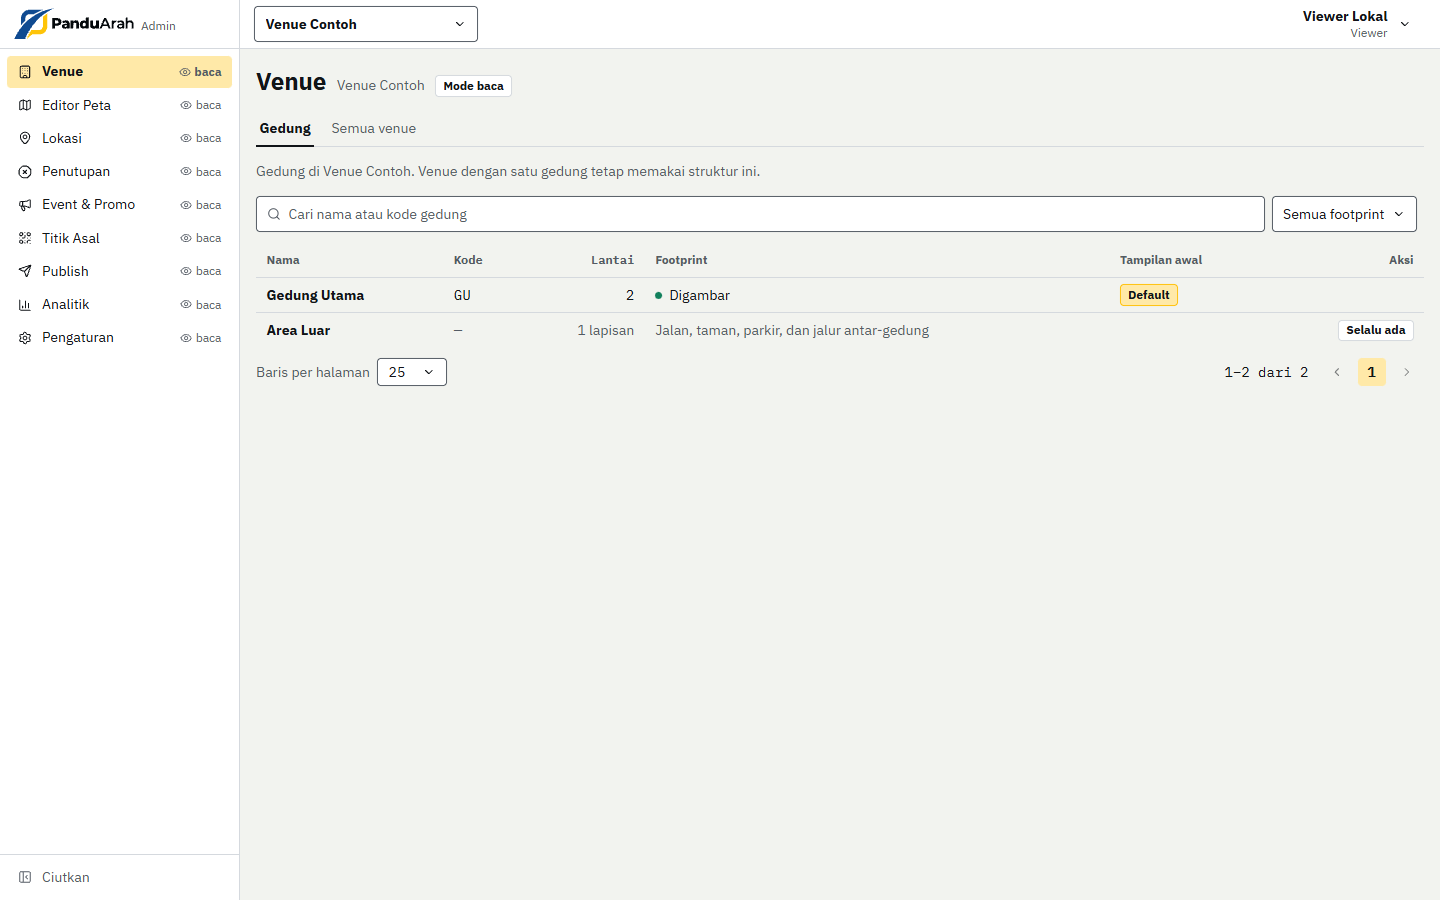 PanduArah Admin
Venue Contoh
Viewer Lokal
Viewer
Venue baca
Editor Peta baca
Lokasi baca
Penutupan baca
Event & Promo baca
Titik Asal baca
Publish baca
Analitik baca
Pengaturan baca
Ciutkan
Venue Venue Contoh Mode baca
Gedung Semua venue
Gedung di Venue Contoh. Venue dengan satu gedung tetap memakai struktur ini.
Cari nama atau kode gedung Semua footprint
Nama Kode Lantai Footprint Tampilan awal Aksi
Gedung Utama GU 2 Digambar Default
Area Luar — 1 lapisan Jalan, taman, parkir, dan jalur antar-gedung Selalu ada
Baris per halaman 25 1–2 dari 2 1